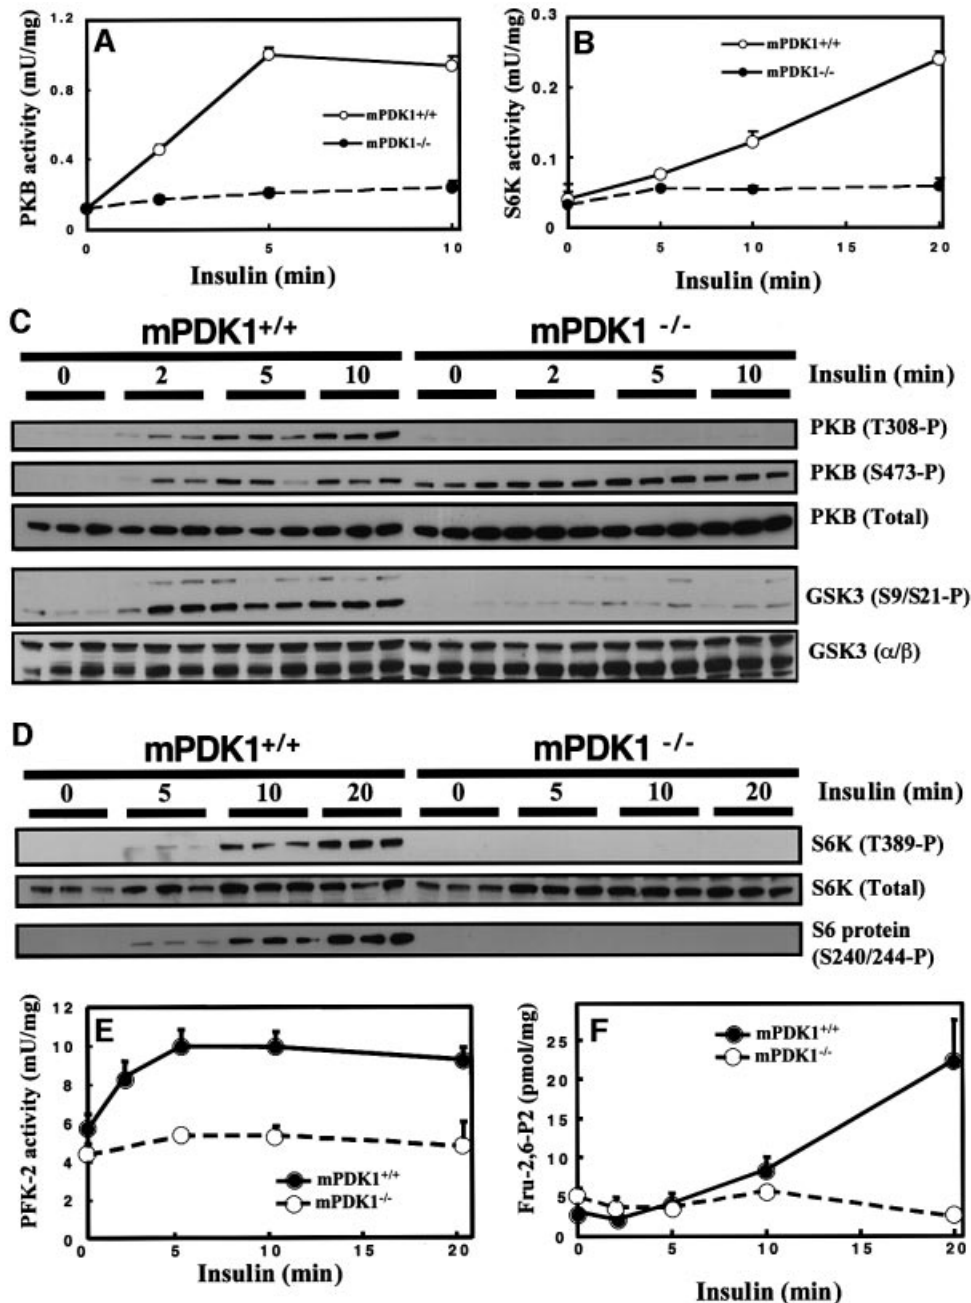 A
PKB activity (mU/mg)
1.2
0.8
0.4
0
mPDK1+/+
mPDK1-/-
0 5 10
Insulin (min)
B
S6K activity (mU/mg)
0.3
0.2
0.1
0
mPDK1+/+
mPDK1-/-
0 5 10 15 20
Insulin (min)
C
mPDK1+/+ mPDK1 -/-
0 2 5 10 0 2 5 10 Insulin (min)
PKB (T308-P)
PKB (S473-P)
PKB (Total)
GSK3 (S9/S21-P)
GSK3 (α/β)
D
mPDK1+/+ mPDK1 -/-
0 5 10 20 0 5 10 20 Insulin (min)
S6K (T389-P)
S6K (Total)
S6 protein
(S240/244-P)
E
PFK-2 activity (mU/mg)
12
10
8
6
4
2
0
mPDK1+/+
mPDK1-/-
0 5 10 15 20
Insulin (min)
F
Fru-2,6-P2 (pmol/mg)
25
20
15
10
5
0
mPDK1+/+
mPDK1-/-
0 5 10 15 20
Insulin (min)